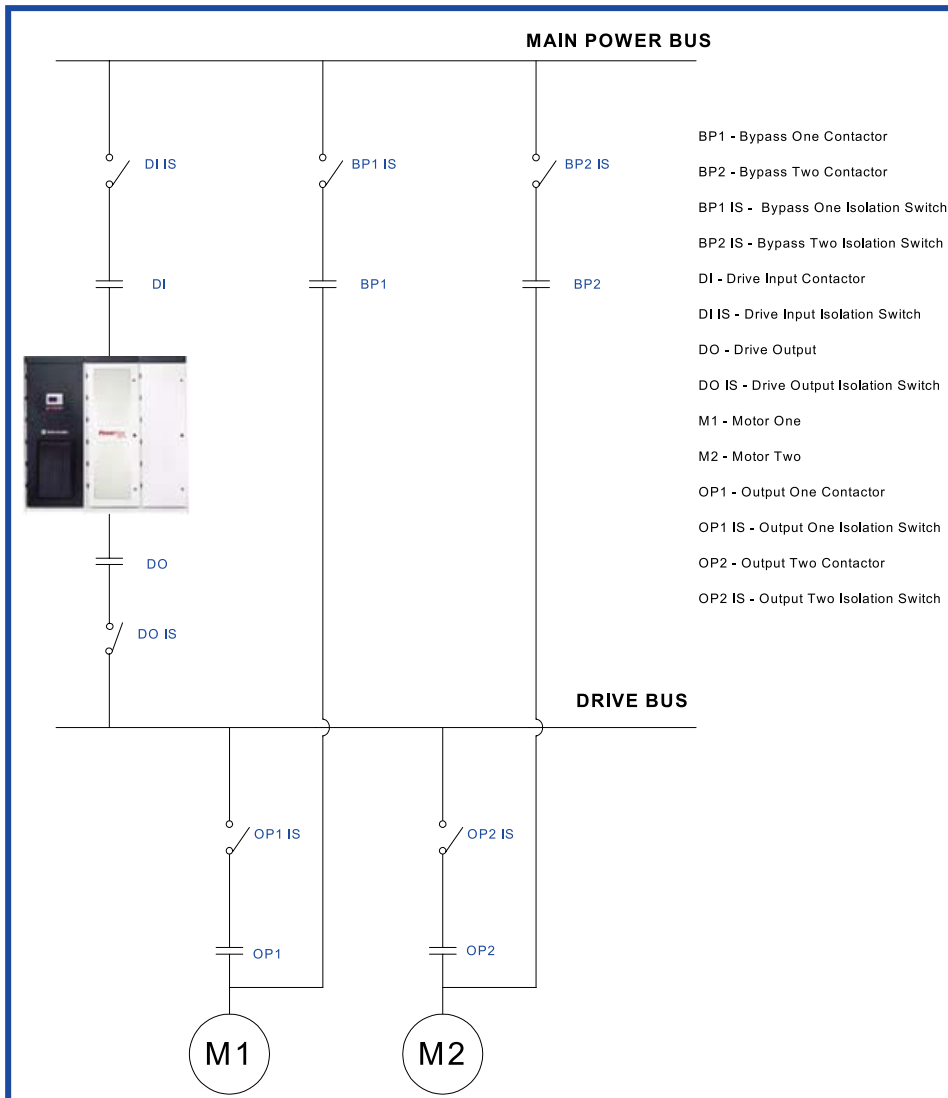 MAIN POWER BUS
DI IS
BP1 IS
BP2 IS
DI
BP1
BP2
DO
DO IS
DRIVE BUS
OP1 IS
OP2 IS
OP1
OP2
M1
M2
BP1 - Bypass One Contactor
BP2 - Bypass Two Contactor
BP1 IS - Bypass One Isolation Switch
BP2 IS - Bypass Two Isolation Switch
DI - Drive Input Contactor
DI IS - Drive Input Isolation Switch
DO - Drive Output
DO IS - Drive Output Isolation Switch
M1 - Motor One
M2 - Motor Two
OP1 - Output One Contactor
OP1 IS - Output One Isolation Switch
OP2 - Output Two Contactor
OP2 IS - Output Two Isolation Switch